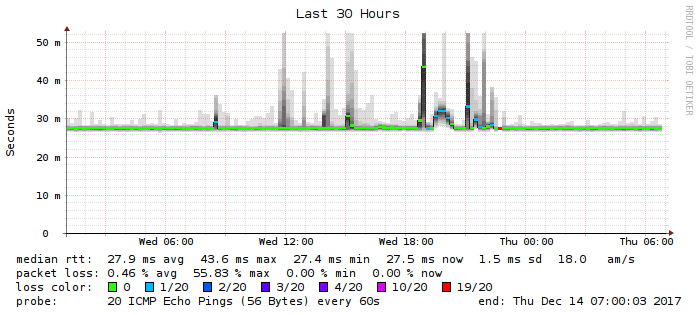 Last 30 Hours
RRDTOOL / TOBI OETIKER
Seconds
50 m
40 m
30 m
20 m
10 m
0
Wed 06:00 Wed 12:00 Wed 18:00 Thu 00:00 Thu 06:00
median rtt: 27.9 ms avg 43.6 ms max 27.4 ms min 27.5 ms now 1.5 ms sd 18.0 am/s
packet loss: 0.46 % avg 55.83 % max 0.00 % min 0.00 % now
loss color: 0 1/20 2/20 3/20 4/20 10/20 19/20
probe: 20 ICMP Echo Pings (56 Bytes) every 60s end: Thu Dec 14 07:00:03 2017